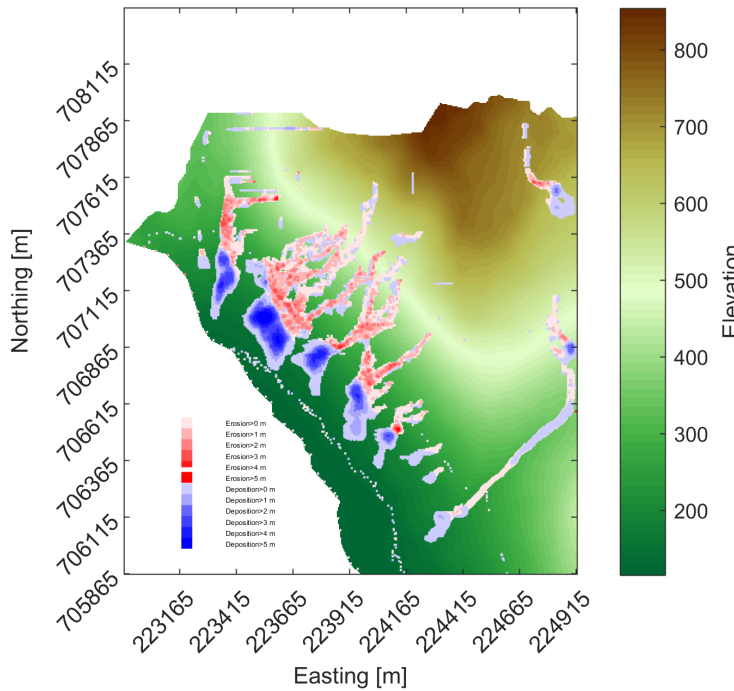 708115
707865
707615
707365
707115
706865
706615
706365
706115
705865
Northing [m]
223165
223415
223665
223915
224165
224415
224665
224915
Easting [m]
Erosion>0 m
Erosion>1 m
Erosion>2 m
Erosion>3 m
Erosion>4 m
Erosion>5 m
Deposition>0 m
Deposition>1 m
Deposition>2 m
Deposition>3 m
Deposition>4 m
Deposition>5 m
800
700
600
500
400
300
200
Elevation